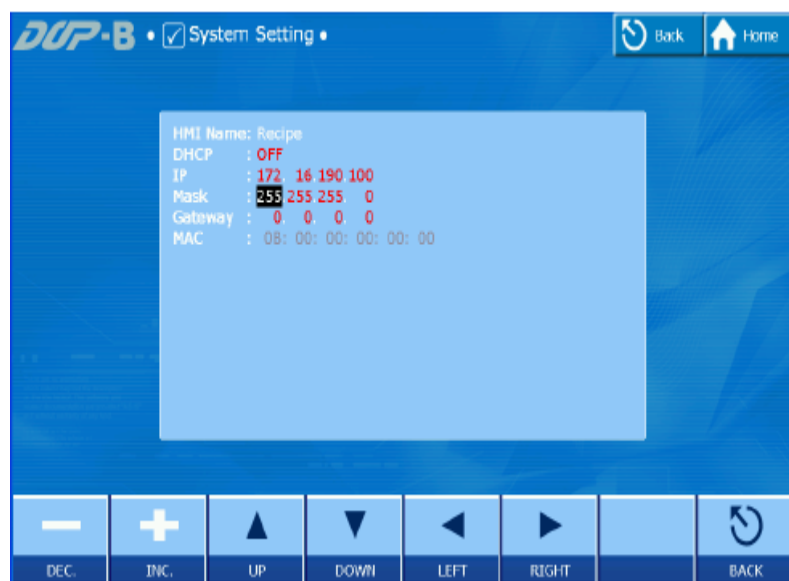 DOP-B • System Setting •
Back
Home
HMI Name: Recipe
DHCP : OFF
IP : 172. 16.190.100
Mask : 255.255.255. 0
Gateway : 0. 0. 0. 0
MAC : 08: 00: 00: 00: 00: 00
DEC.
INC.
UP
DOWN
LEFT
RIGHT
BACK